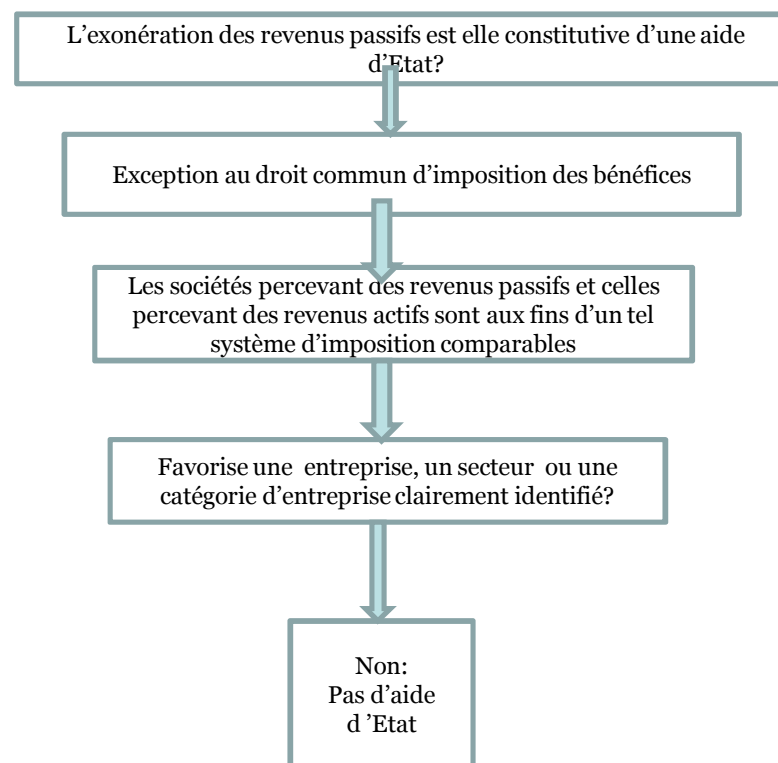 L’exonération des revenus passifs est elle constitutive d’une aide
d’Etat?
Exception au droit commun d’imposition des bénéfices
Les sociétés percevant des revenus passifs et celles
percevant des revenus actifs sont aux fins d’un tel
système d’imposition comparables
Favorise une entreprise, un secteur ou une
catégorie d’entreprise clairement identifié?
Non:
Pas d’aide
d ’Etat